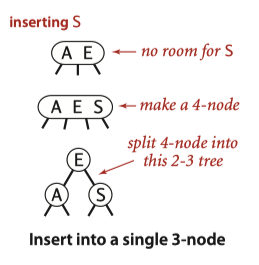 inserting S
A E
no room for S
A E S
make a 4-node
split 4-node into
this 2-3 tree
E
A
S
Insert into a single 3-node